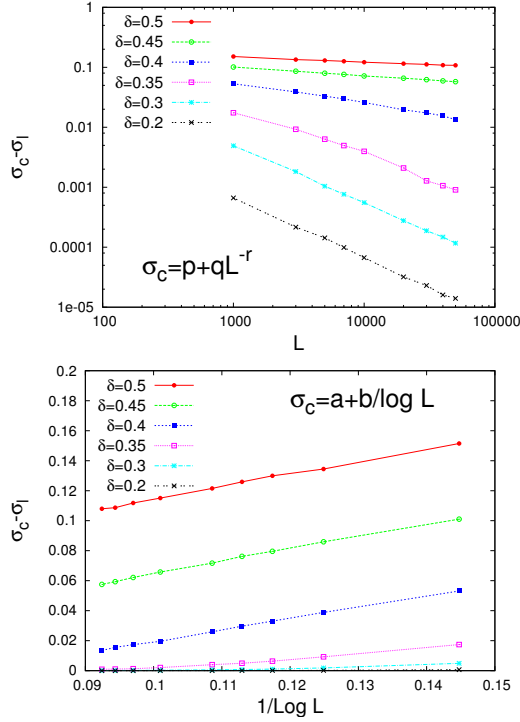 1
0.1
0.01
0.001
0.0001
1e-05
100
1000
10000
100000
σc-σl
L
δ=0.5
δ=0.45
δ=0.4
δ=0.35
δ=0.3
δ=0.2
σc=p+qL-r
0.2
0.18
0.16
0.14
0.12
0.1
0.08
0.06
0.04
0.02
0
0.09
0.1
0.11
0.12
0.13
0.14
0.15
σc-σl
1/Log L
δ=0.5
δ=0.45
δ=0.4
δ=0.35
δ=0.3
δ=0.2
σc=a+b/log L